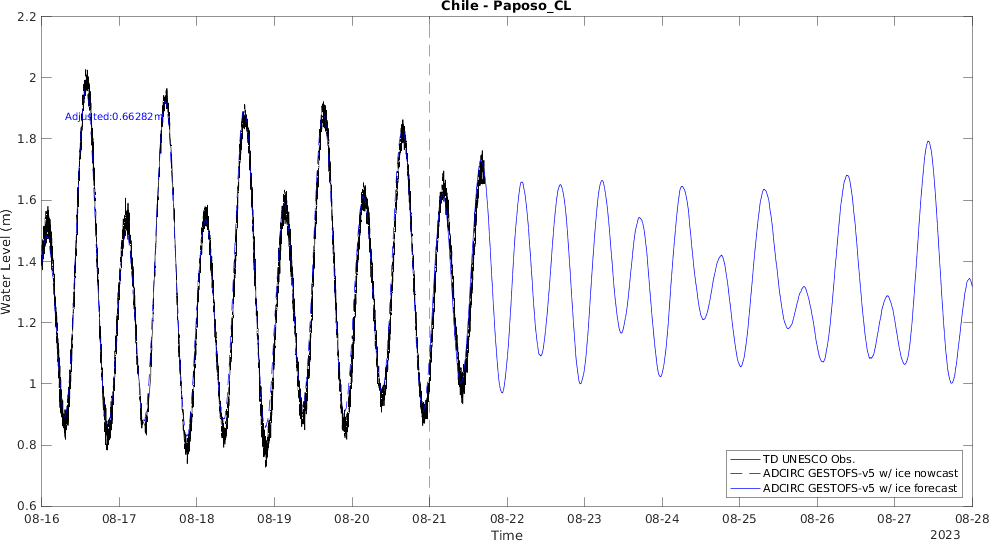 Chile - Paposo_CL
2.2
2
1.8
1.6
1.4
1.2
1
0.8
0.6
Water Level (m)
Adjusted:0.66282m
TD UNESCO Obs.
ADCIRC GESTOFS-v5 w/ ice nowcast
ADCIRC GESTOFS-v5 w/ ice forecast
08-16 08-17 08-18 08-19 08-20 08-21 08-22 08-23 08-24 08-25 08-26 08-27 08-28
Time
2023